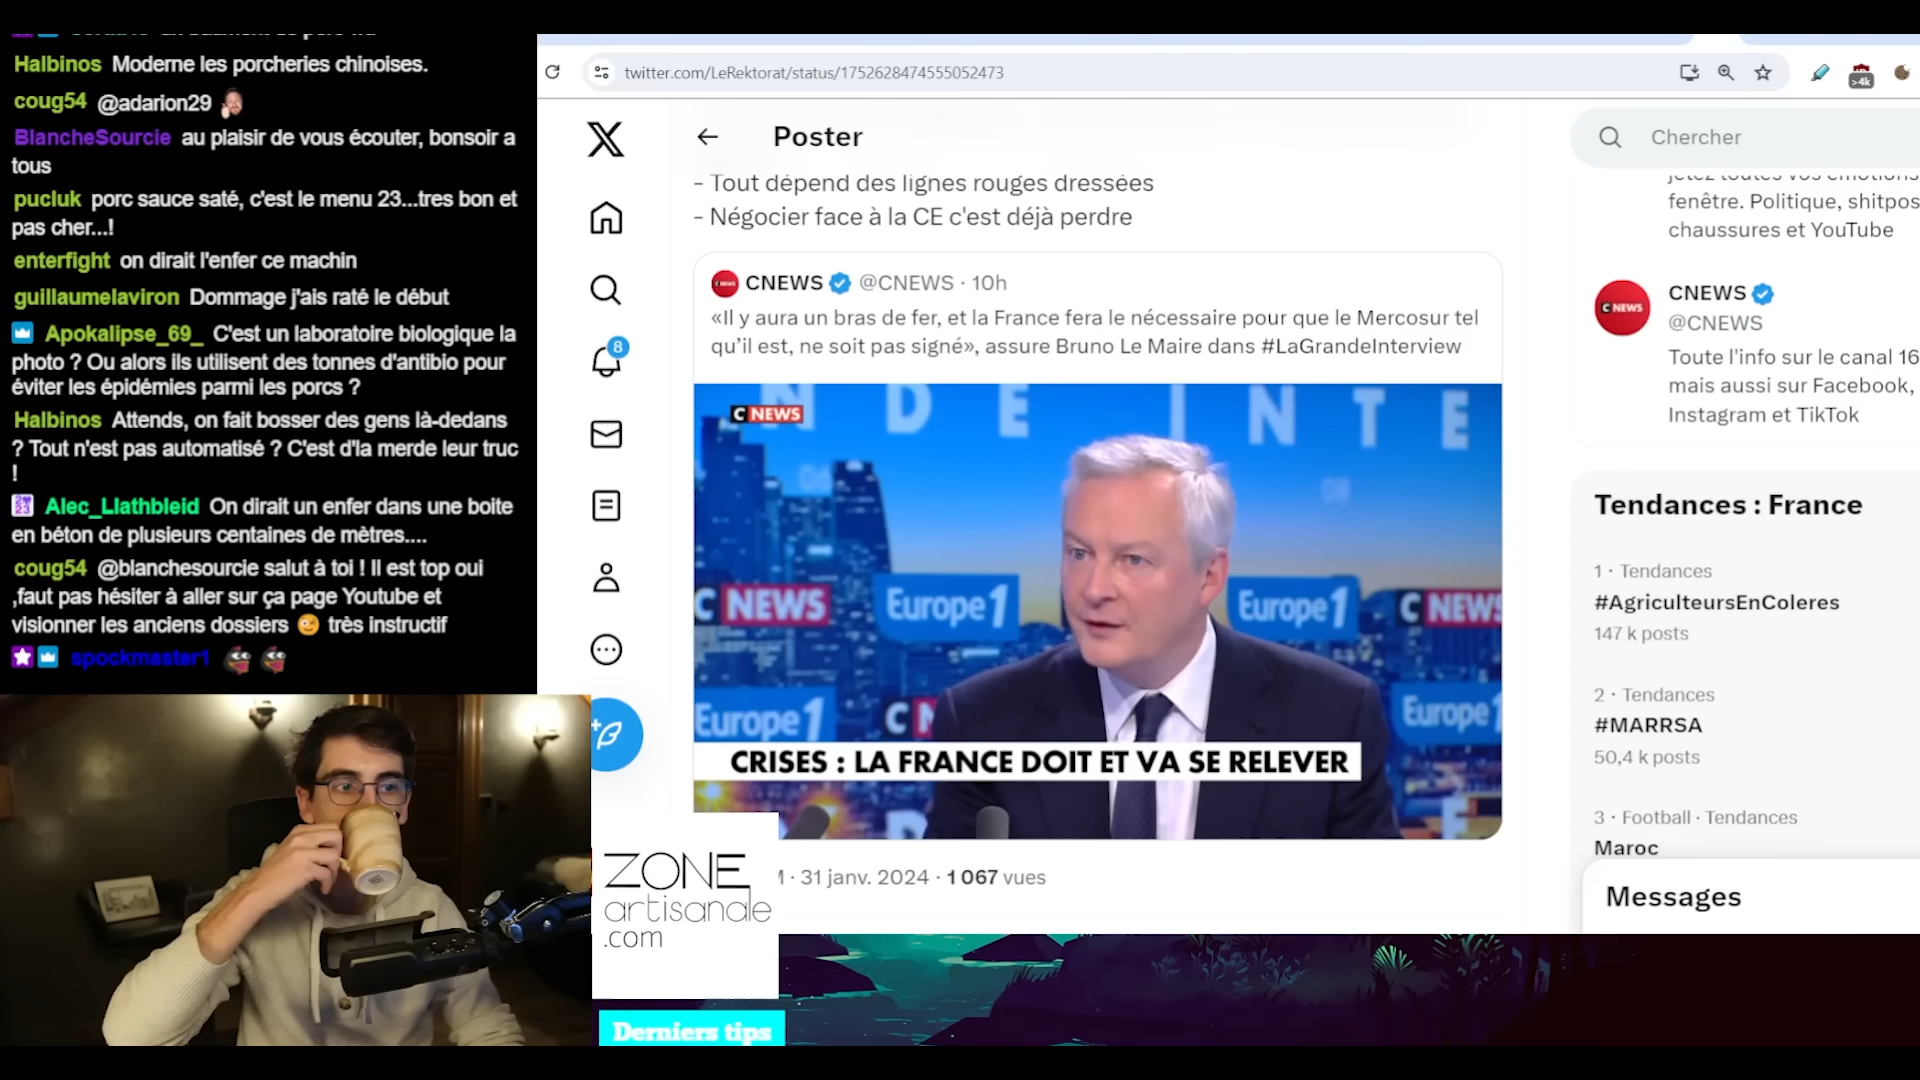 Halbinos Moderne les porcheries chinoises.
coug54 @adarion29
BlancheSourcie au plaisir de vous écouter, bonsoir a
tous
pucluk porc sauce saté, c'est le menu 23...tres bon et
pas cher...!
enterfight on dirait l'enfer ce machin
guillaumelaviron Dommage j'ais raté le début
Apokalipse_69_ C'est un laboratoire biologique la
photo ? Ou alors ils utilisent des tonnes d'antibio pour
éviter les épidémies parmi les porcs ?
Halbinos Attends, on fait bosser des gens là-dedans
? Tout n'est pas automatisé ? C'est d'la merde leur truc
!
Alec_Llathbleid On dirait un enfer dans une boite
en béton de plusieurs centaines de mètres....
coug54 @blanchesourcie salut à toi ! Il est top oui
,faut pas hésiter à aller sur ça page Youtube et
visionner les anciens dossiers très instructif
spockmaster1
twitter.com/LeRektorat/status/1752628474555052473
>4k
Poster
- Tout dépend des lignes rouges dressées
- Négocier face à la CE c'est déjà perdre
8
CNEWS @CNEWS · 10h
«Il y aura un bras de fer, et la France fera le nécessaire pour que le Mercosur tel
qu'il est, ne soit pas signé», assure Bruno Le Maire dans #LaGrandeInterview
NDE INTE
CNEWS
C NEWS Europe 1 Europe 1 C NEWS
Europe 1 CN Europe 1
CRISES : LA FRANCE DOIT ET VA SE RELEVER
· 31 janv. 2024 · 1 067 vues
Chercher
jetez toutes vos émotions
fenêtre. Politique, shitpos
chaussures et YouTube
CNEWS
CNEWS
@CNEWS
Toute l'info sur le canal 16
mais aussi sur Facebook,
Instagram et TikTok
Tendances : France
1 · Tendances
#AgriculteursEnColeres
147 k posts
2 · Tendances
#MARRSA
50,4 k posts
3 · Football · Tendances
Maroc
Messages
ZONE
artisanale
.com
Derniers tips